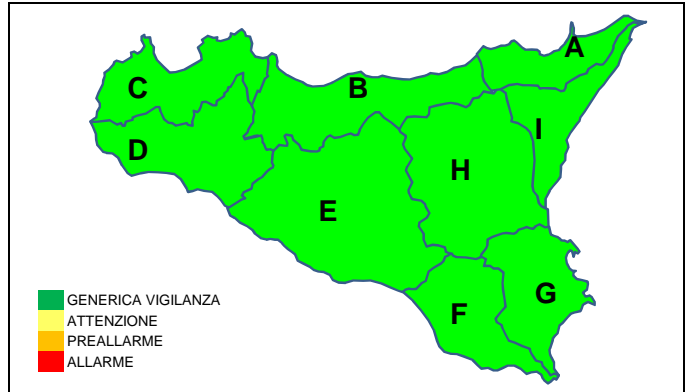 A
B
C
I
D
H
E
G
F
GENERICA VIGILANZA
ATTENZIONE
PREALLARME
ALLARME